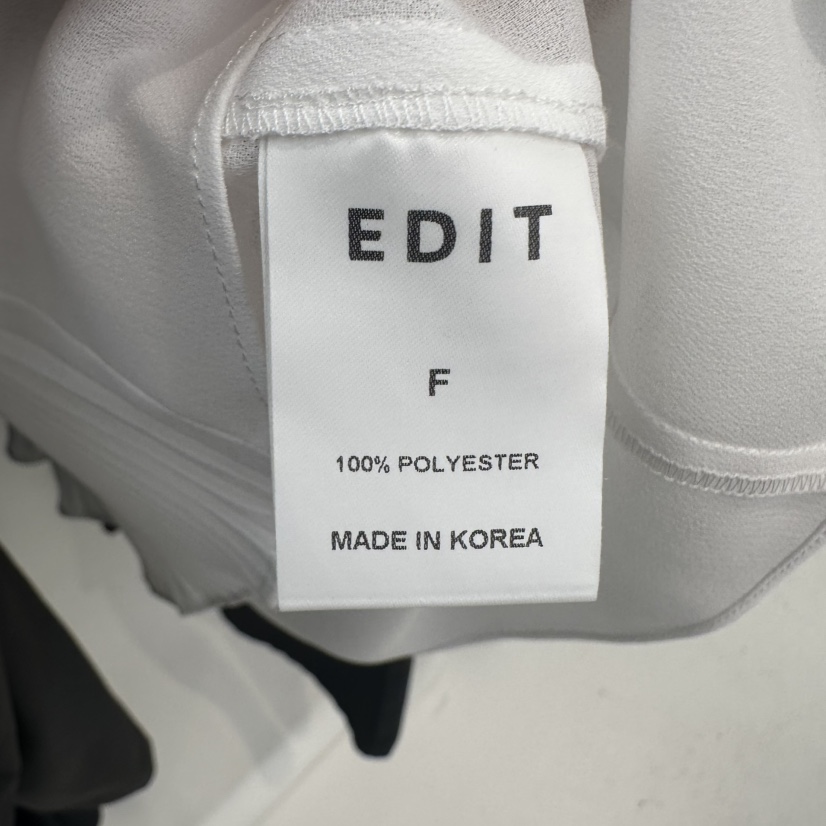 EDIT
F
100% POLYESTER
MADE IN KOREA